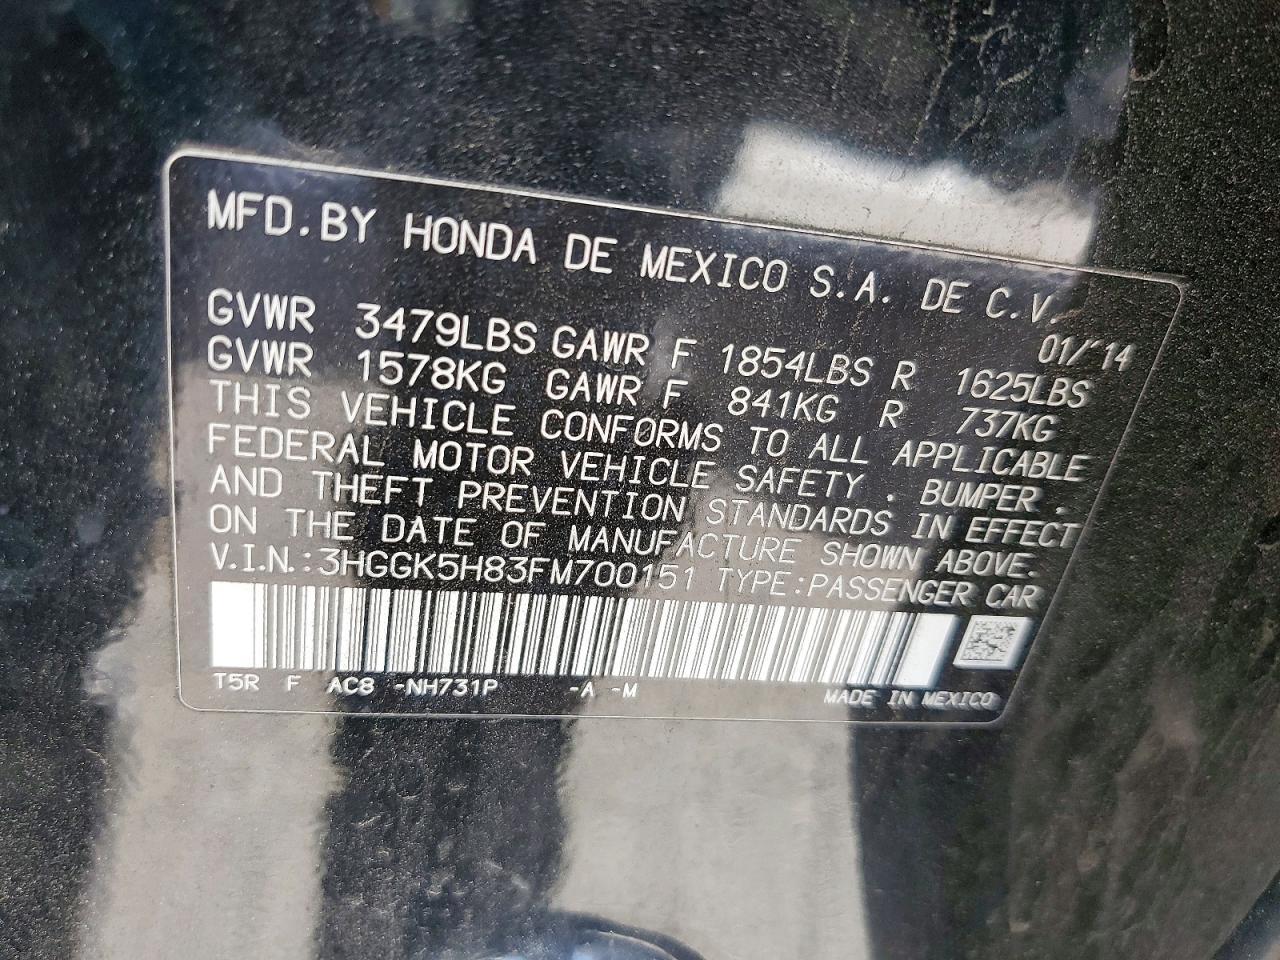 MFD.BY HONDA DE MEXICO S.A. DE C.V.
01/'14
GVWR 3479LBS GAWR F 1854LBS R 1625LBS
GVWR 1578KG GAWR F 841KG R 737KG
THIS VEHICLE CONFORMS TO ALL APPLICABLE
FEDERAL MOTOR VEHICLE SAFETY . BUMPER .
AND THEFT PREVENTION STANDARDS IN EFFECT
ON THE DATE OF MANUFACTURE SHOWN ABOVE.
V.I.N.:3HGGK5H83FM700151 TYPE:PASSENGER CAR
T5R F AC8 -NH731P -A -M
MADE IN MEXICO